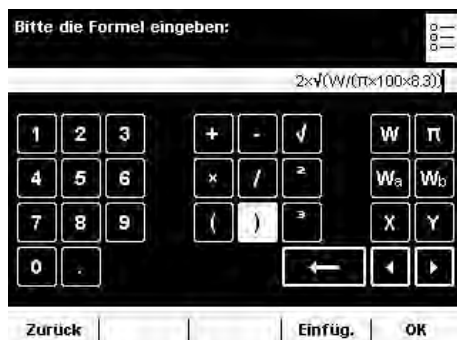 Bitte die Formel eingeben:
2×√(W/(π×100×8.3))
1 2 3 + - √ W π
4 5 6 × / ² Wa Wb
7 8 9 ( ) ³ X Y
0 .
Zurück Einfüg. OK